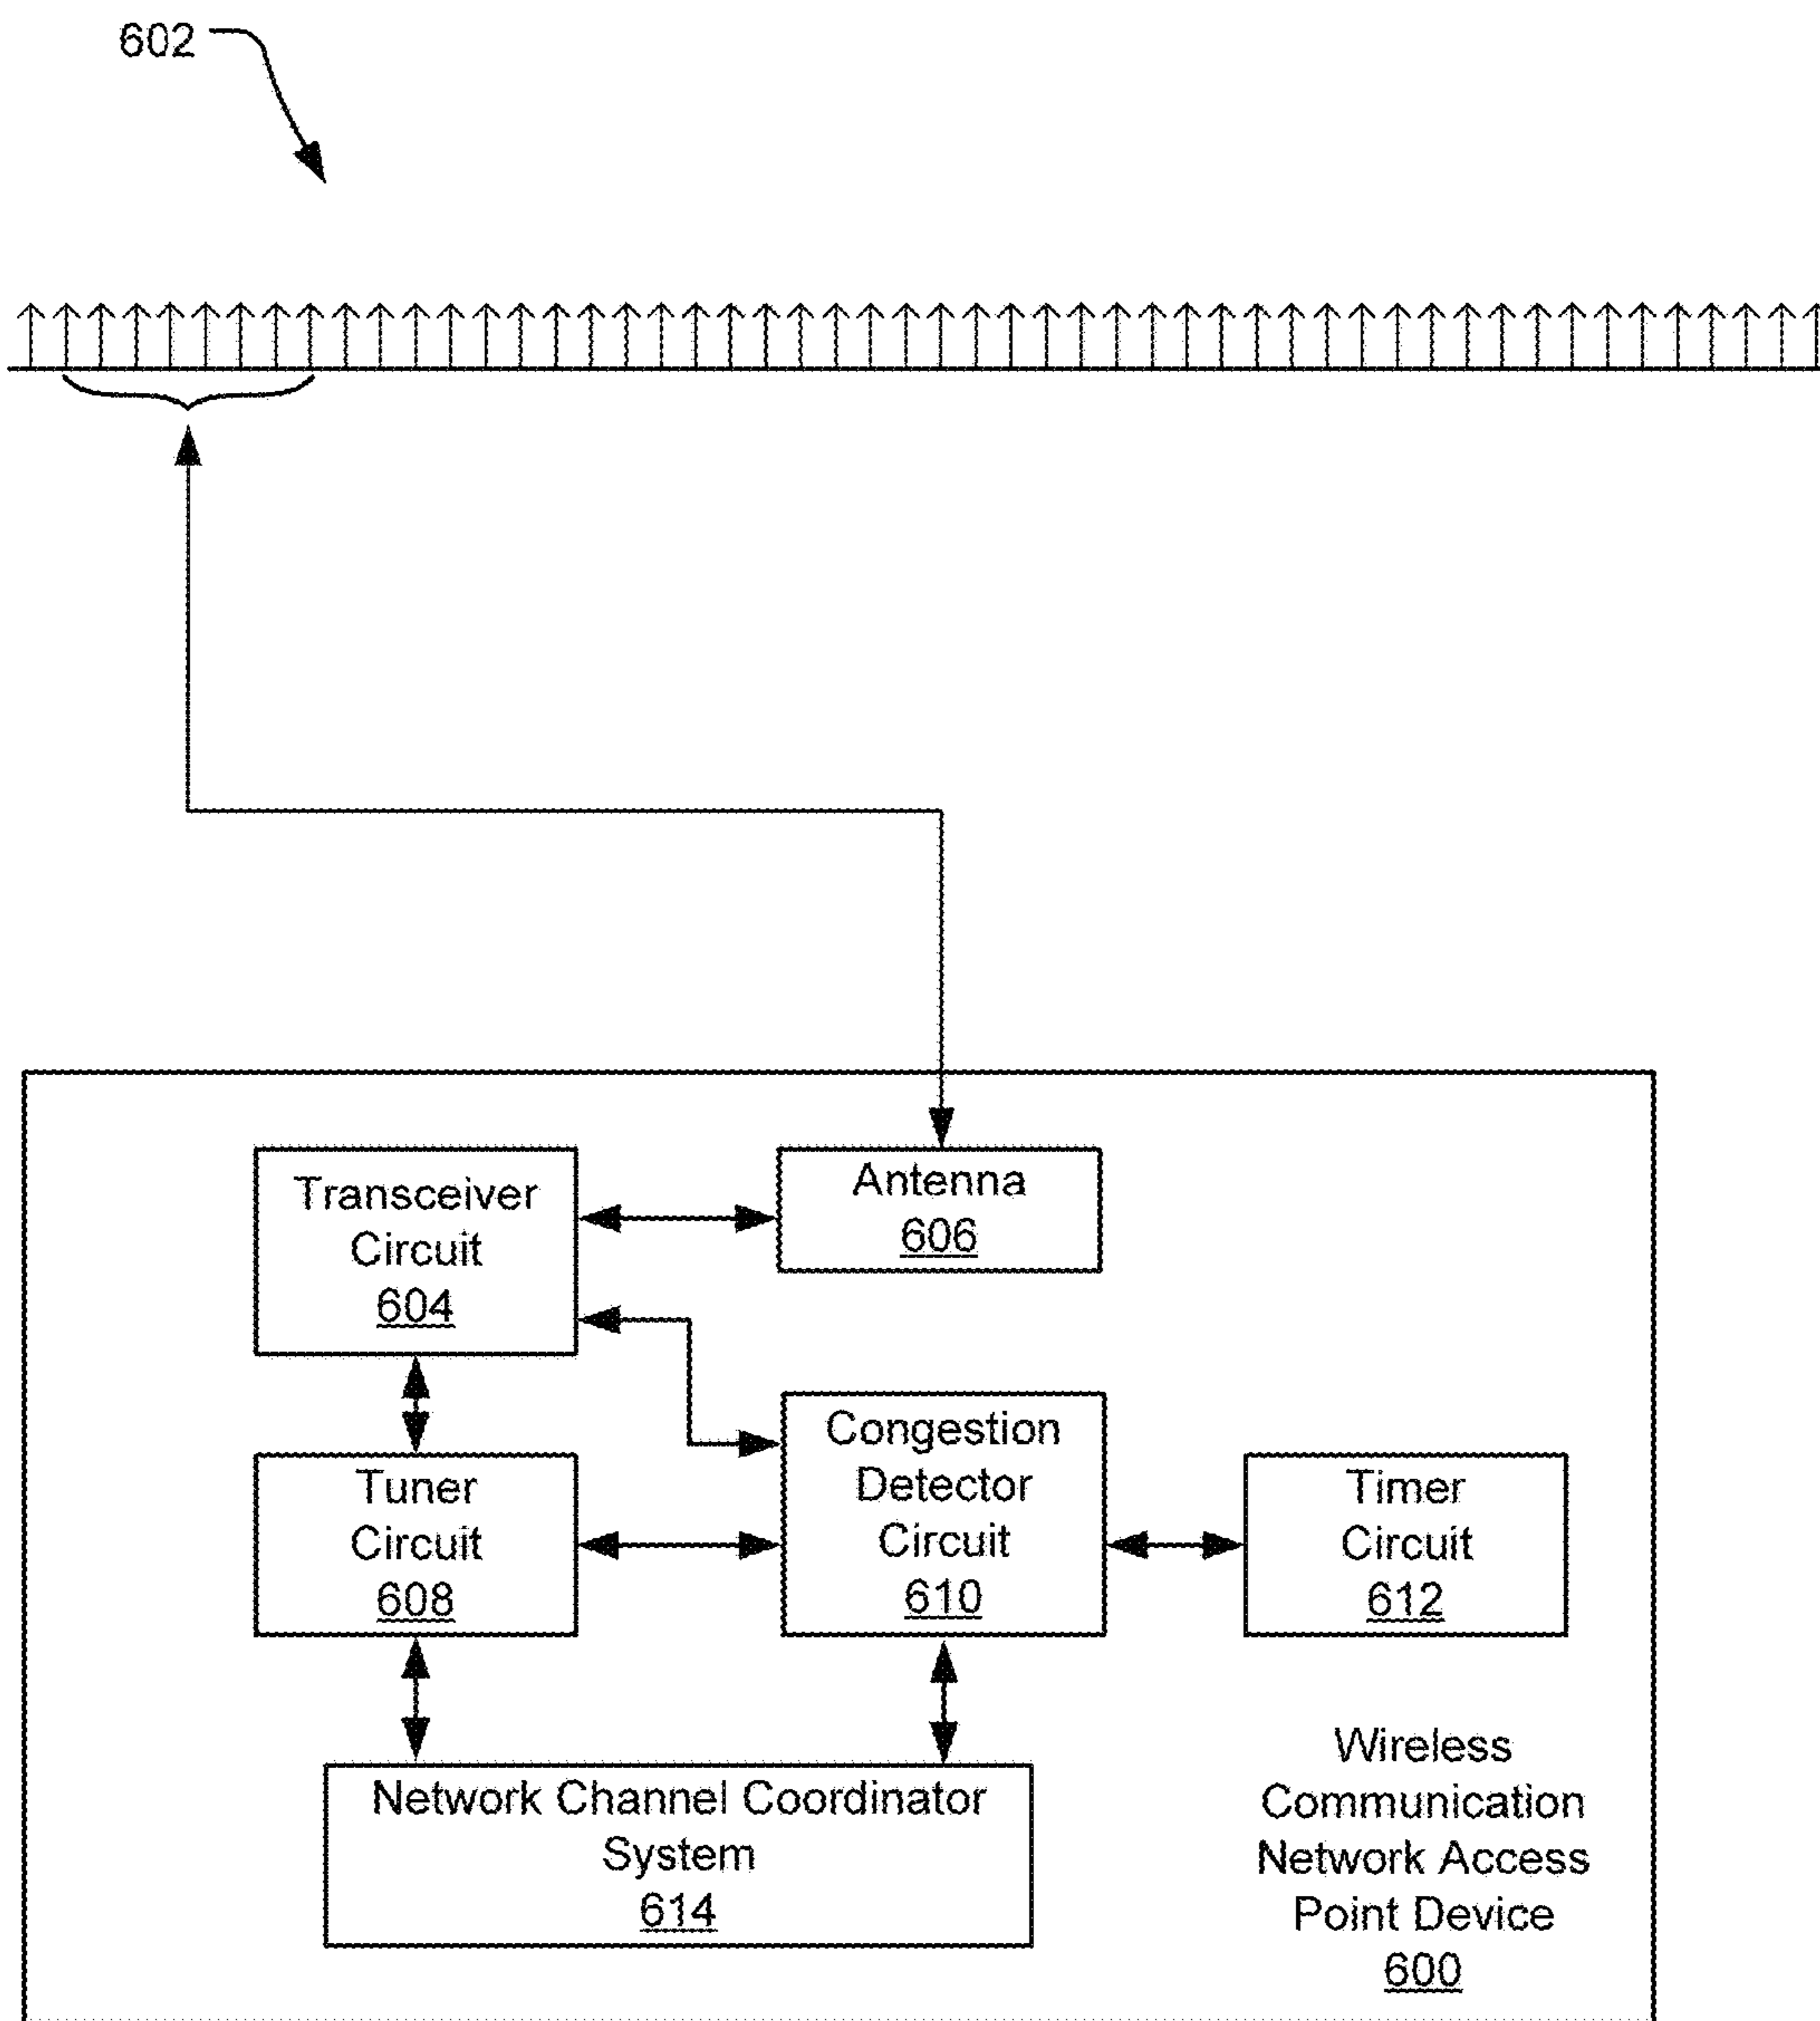 602
Transceiver
Circuit
604
Antenna
606
Tuner
Circuit
608
Congestion
Detector
Circuit
610
Timer
Circuit
612
Network Channel Coordinator
System
614
Wireless
Communication
Network Access
Point Device
600